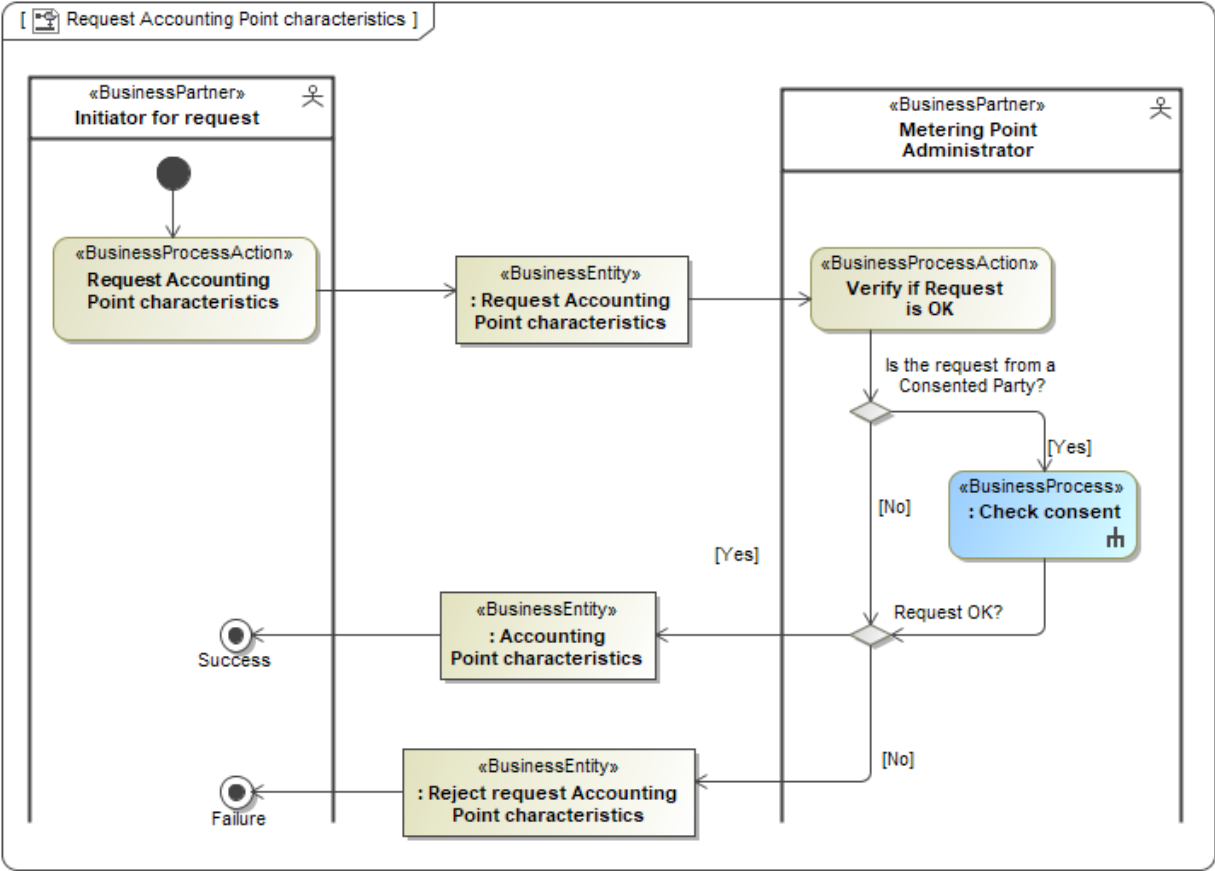 [ Request Accounting Point characteristics ]
«BusinessPartner»
Initiator for request
«BusinessPartner»
Metering Point
Administrator
«BusinessProcessAction»
Request Accounting
Point characteristics
«BusinessEntity»
: Request Accounting
Point characteristics
«BusinessProcessAction»
Verify if Request
is OK
Is the request from a
Consented Party?
[Yes]
«BusinessProcess»
: Check consent
[No]
[Yes]
Request OK?
«BusinessEntity»
: Accounting
Point characteristics
Success
[No]
«BusinessEntity»
: Reject request Accounting
Point characteristics
Failure